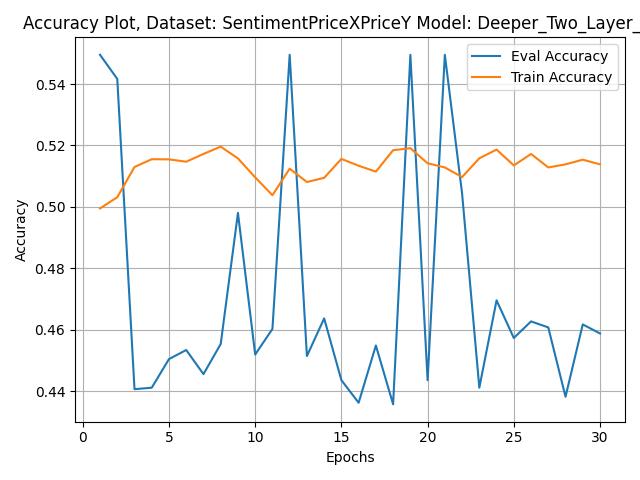 Accuracy Plot, Dataset: SentimentPriceXPriceY Model: Deeper_Two_Layer_
Eval Accuracy
Train Accuracy
Accuracy
0.54
0.52
0.50
0.48
0.46
0.44
0 5 10 15 20 25 30
Epochs